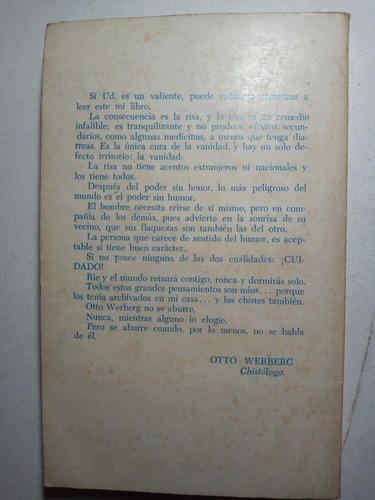 Si Ud. es un valiente, puede a
leer este mi libro.
La consecuencia es la risa, y la risa es un remedio
infalible; es tranquilizante y no produce efectos secun-
darios, como algunas medicinas, a menos que tenga dia-
rreas. Es la única cura de la vanidad, y hay un solo de-
fecto irrisorio: la vanidad.
La risa no tiene acentos extranjeros ni nacionales y
los tiene todos.
Después del poder sin honor, lo más peligroso del
mundo es el poder sin humor.
El hombre necesita reirse de sí mismo, pero en com-
pañía de los demás, pues advierte en la sonrisa de su
vecino, que sus flaquezas son también las del otro.
La persona que carece de sentido del humor, es acep-
table si tiene buen carácter.
Si no posee ninguna de las dos cualidades: ¡CUI-
DADO!
Ríe y el mundo reinará contigo, ronca y dormirás solo.
Todos estos grandes pensamientos son míos... porque
los tenía archivados en mi casa... y los chistes también.
Otto Werberg no se aburre.
Nunca, mientras alguno lo elogie.
Pero se aburre cuando, por lo menos, no se habla
de él.
OTTO WERBERG
Chistólogo.